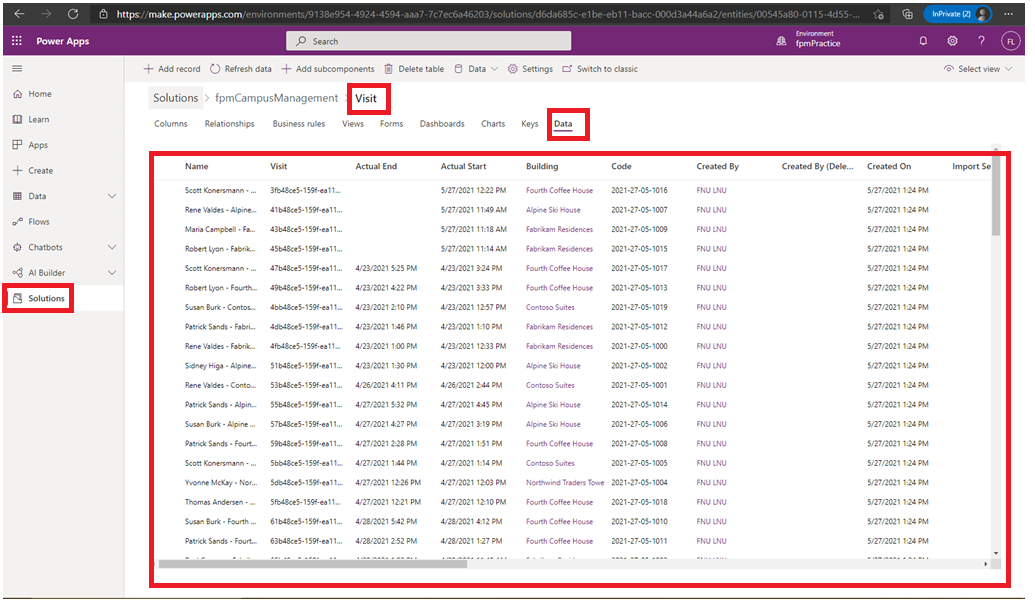 https://make.powerapps.com/environments/9138e954-4924-4594-aaa7-7c7ec6a46203/solutions/d6da685c-e1be-eb11-bacc-000d3a44a6a2/entities/00545a80-0115-4d55-... InPrivate (2)
Power Apps Search Environment fpmPractice ? FL
Add record Refresh data Add subcomponents Delete table Data Settings Switch to classic Select view
Home
Learn
Apps
Create
Data
Flows
Chatbots
AI Builder
Solutions
Solutions > fpmCampusManagement > Visit
Columns Relationships Business rules Views Forms Dashboards Charts Keys Data
Name Visit Actual End Actual Start Building Code Created By Created By (Dele... Created On Import Se
Scott Konersmann - ... 3fb48ce5-159f-ea11... 5/27/2021 12:22 PM Fourth Coffee House 2021-27-05-1016 FNU LNU 5/27/2021 1:24 PM
Rene Valdes - Alpine... 41b48ce5-159f-ea11... 5/27/2021 11:49 AM Alpine Ski House 2021-27-05-1007 FNU LNU 5/27/2021 1:24 PM
Maria Campbell - Fa... 43b48ce5-159f-ea11... 5/27/2021 11:18 AM Fabrikam Residences 2021-27-05-1009 FNU LNU 5/27/2021 1:24 PM
Robert Lyon - Fabrik... 45b48ce5-159f-ea11... 5/27/2021 11:14 AM Fabrikam Residences 2021-27-05-1015 FNU LNU 5/27/2021 1:24 PM
Scott Konersmann - ... 47b48ce5-159f-ea11... 4/23/2021 5:25 PM 4/23/2021 3:24 PM Fourth Coffee House 2021-27-05-1017 FNU LNU 5/27/2021 1:24 PM
Robert Lyon - Fourth... 49b48ce5-159f-ea11... 4/23/2021 4:22 PM 4/23/2021 3:33 PM Fourth Coffee House 2021-27-05-1013 FNU LNU 5/27/2021 1:24 PM
Susan Burk - Contos... 4bb48ce5-159f-ea11... 4/23/2021 2:10 PM 4/23/2021 12:57 PM Contoso Suites 2021-27-05-1019 FNU LNU 5/27/2021 1:24 PM
Patrick Sands - Fabri... 4db48ce5-159f-ea11... 4/23/2021 1:46 PM 4/23/2021 1:10 PM Fabrikam Residences 2021-27-05-1012 FNU LNU 5/27/2021 1:24 PM
Rene Valdes - Fabrik... 4fb48ce5-159f-ea11... 4/23/2021 1:00 PM 4/23/2021 12:33 PM Fabrikam Residences 2021-27-05-1000 FNU LNU 5/27/2021 1:24 PM
Sidney Higa - Alpine... 51b48ce5-159f-ea11... 4/23/2021 1:30 PM 4/23/2021 12:00 PM Alpine Ski House 2021-27-05-1002 FNU LNU 5/27/2021 1:24 PM
Rene Valdes - Conto... 53b48ce5-159f-ea11... 4/26/2021 4:11 PM 4/26/2021 2:44 PM Contoso Suites 2021-27-05-1001 FNU LNU 5/27/2021 1:24 PM
Patrick Sands - Alpin... 55b48ce5-159f-ea11... 4/27/2021 5:32 PM 4/27/2021 4:45 PM Alpine Ski House 2021-27-05-1014 FNU LNU 5/27/2021 1:24 PM
Susan Burk - Alpine ... 57b48ce5-159f-ea11... 4/27/2021 4:27 PM 4/27/2021 3:19 PM Alpine Ski House 2021-27-05-1006 FNU LNU 5/27/2021 1:24 PM
Patrick Sands - Fourt... 59b48ce5-159f-ea11... 4/27/2021 2:28 PM 4/27/2021 1:51 PM Fourth Coffee House 2021-27-05-1008 FNU LNU 5/27/2021 1:24 PM
Scott Konersmann - ... 5bb48ce5-159f-ea11... 4/27/2021 1:44 PM 4/27/2021 1:14 PM Contoso Suites 2021-27-05-1005 FNU LNU 5/27/2021 1:24 PM
Yvonne McKay - Nor... 5db48ce5-159f-ea11... 4/27/2021 12:26 PM 4/27/2021 12:03 PM Northwind Traders Towe 2021-27-05-1004 FNU LNU 5/27/2021 1:24 PM
Thomas Andersen - ... 5fb48ce5-159f-ea11... 4/27/2021 12:21 PM 4/27/2021 12:10 PM Fourth Coffee House 2021-27-05-1018 FNU LNU 5/27/2021 1:24 PM
Susan Burk - Fourth ... 61b48ce5-159f-ea11... 4/28/2021 5:42 PM 4/28/2021 4:12 PM Fourth Coffee House 2021-27-05-1010 FNU LNU 5/27/2021 1:24 PM
Patrick Sands - Fourt... 63b48ce5-159f-ea11... 4/28/2021 2:52 PM 4/28/2021 1:27 PM Fourth Coffee House 2021-27-05-1011 FNU LNU 5/27/2021 1:24 PM